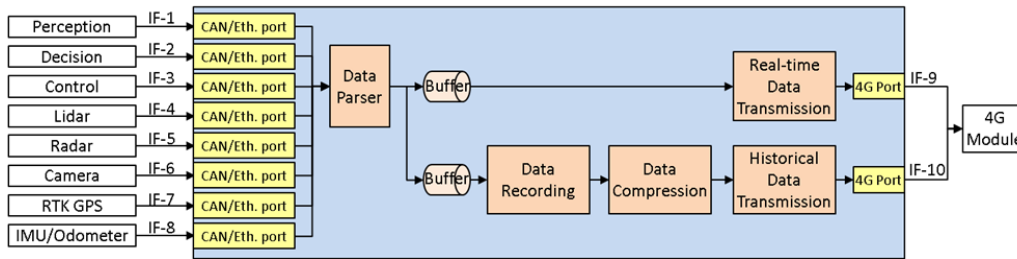 Perception
IF-1
CAN/Eth. port
Decision
IF-2
CAN/Eth. port
Control
IF-3
CAN/Eth. port
Lidar
IF-4
CAN/Eth. port
Radar
IF-5
CAN/Eth. port
Camera
IF-6
CAN/Eth. port
RTK GPS
IF-7
CAN/Eth. port
IMU/Odometer
IF-8
CAN/Eth. port
Data
Parser
Buffer
Real-time
Data
Transmission
4G Port
IF-9
Buffer
Data
Recording
Data
Compression
Historical
Data
Transmission
4G Port
IF-10
4G
Module